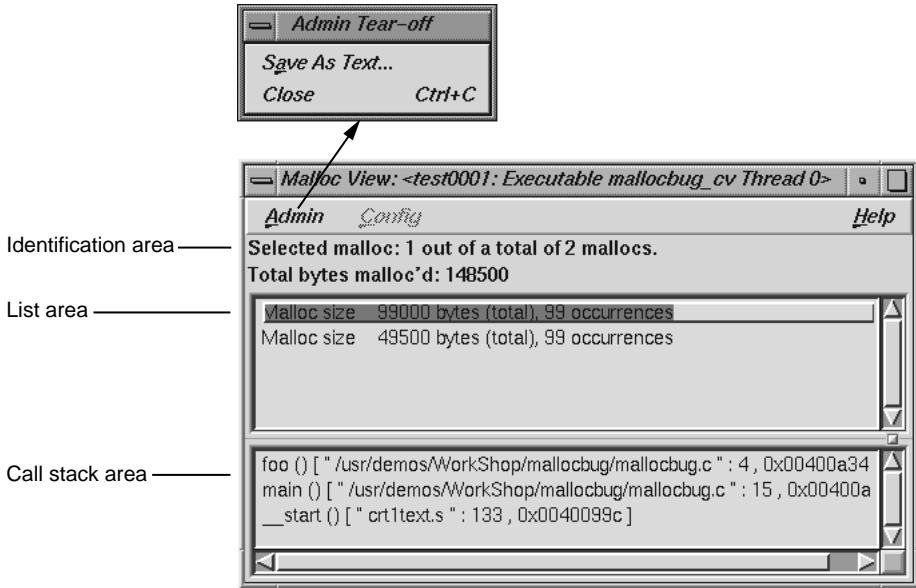 Admin Tear-off
Save As Text...
Close Ctrl+C
Malloc View: <test0001: Executable mallocbug_cv Thread 0>
Admin Config Help
Identification area
Selected malloc: 1 out of a total of 2 mallocs.
Total bytes malloc'd: 148500
List area
Malloc size 99000 bytes (total), 99 occurrences
Malloc size 49500 bytes (total), 99 occurrences
Call stack area
foo () [ " /usr/demos/WorkShop/mallocbug/mallocbug.c " : 4 , 0x00400a34
main () [ " /usr/demos/WorkShop/mallocbug/mallocbug.c " : 15 , 0x00400a
__start () [ " crt1text.s " : 133 , 0x0040099c ]